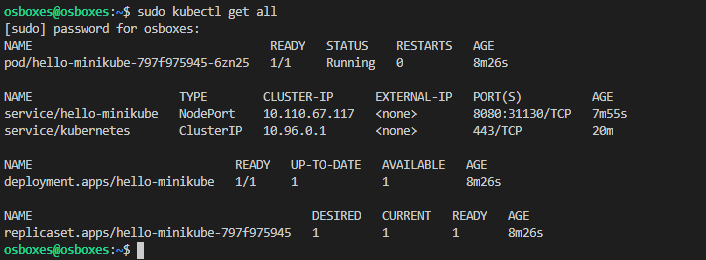 osboxes@osboxes:~$ sudo kubectl get all
[sudo] password for osboxes:
NAME READY STATUS RESTARTS AGE
pod/hello-minikube-797f975945-6zn25 1/1 Running 0 8m26s
NAME TYPE CLUSTER-IP EXTERNAL-IP PORT(S) AGE
service/hello-minikube NodePort 10.110.67.117 <none> 8080:31130/TCP 7m55s
service/kubernetes ClusterIP 10.96.0.1 <none> 443/TCP 20m
NAME READY UP-TO-DATE AVAILABLE AGE
deployment.apps/hello-minikube 1/1 1 1 8m26s
NAME DESIRED CURRENT READY AGE
replicaset.apps/hello-minikube-797f975945 1 1 1 8m26s
osboxes@osboxes:~$